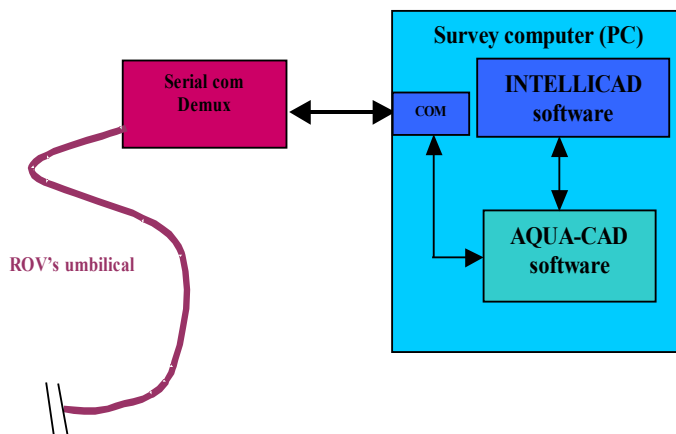 Survey computer (PC)
Serial com
Demux
COM
INTELLICAD
software
AQUA-CAD
software
ROV's umbilical